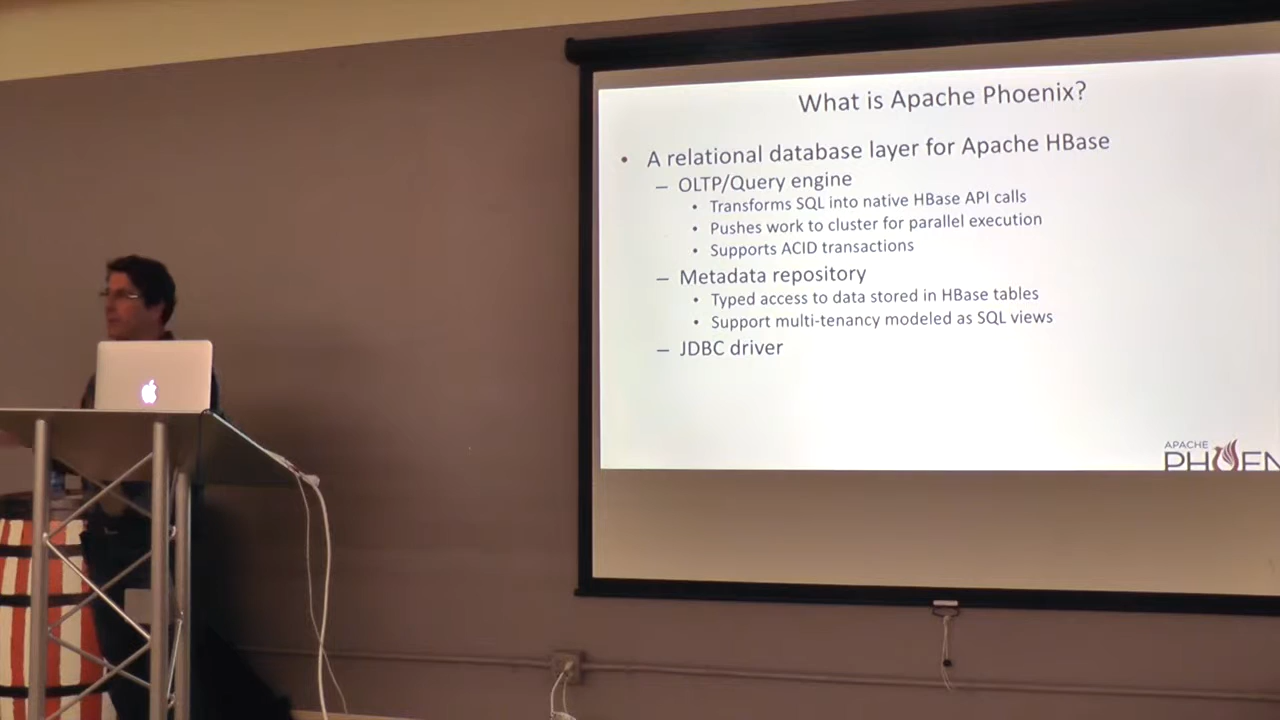 What is Apache Phoenix?
• A relational database layer for Apache HBase
– OLTP/Query engine
• Transforms SQL into native HBase API calls
• Pushes work to cluster for parallel execution
• Supports ACID transactions
– Metadata repository
• Typed access to data stored in HBase tables
• Support multi-tenancy modeled as SQL views
– JDBC driver
APACHE
PHOEN